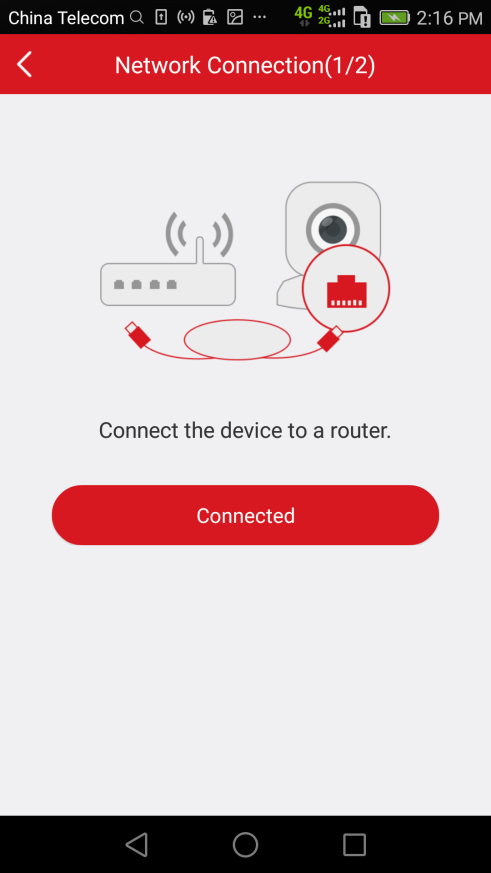 China Telecom 4G 4G 2G 2:16 PM
Network Connection(1/2)
Connect the device to a router.
Connected